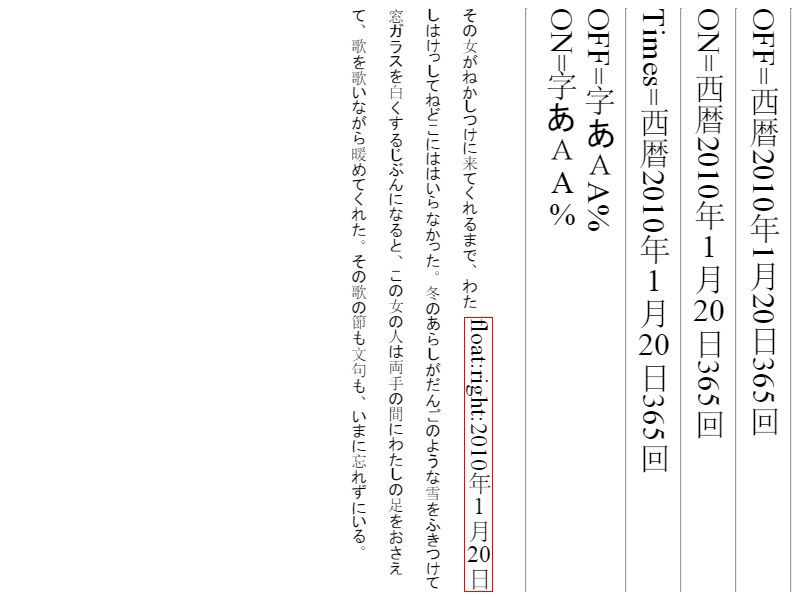 OFF=西暦2010年1月20日365回
ON=西暦2010年1月20日365回
Times=西暦2010年1月20日365回
OFF=字あＡA%
ON=字あＡA%
その女がねかしつけに来てくれるまで、わた
float:right:2010年1月20日
しはけっしてねどこにははいらなかった。冬のあらしがだんごのような雪をふきつけて
窓ガラスを白くするじぶんになると、この女の人は両手の間にわたしの足をおさえ
て、歌を歌いながら暖めてくれた。その歌の節も文句も、いまに忘れずにいる。